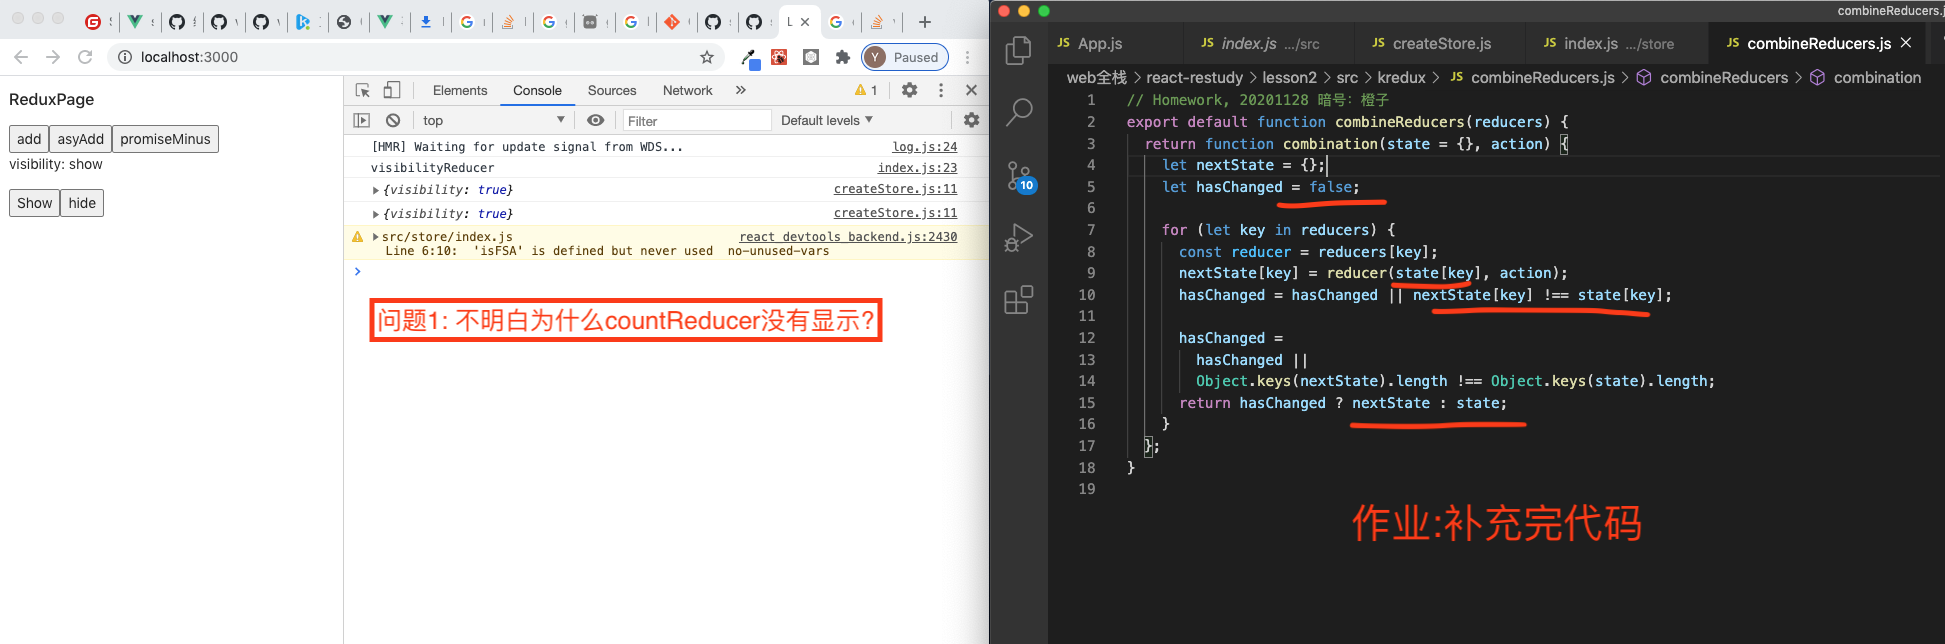 localhost:3000
Paused
ReduxPage
add asyAdd promiseMinus
visibility: show
Show hide
Elements Console Sources Network » 1
top Filter Default levels ▼
[HMR] Waiting for update signal from WDS... log.js:24
visibilityReducer index.js:23
{visibility: true} createStore.js:11
{visibility: true} createStore.js:11
src/store/index.js react_devtools_backend.js:2430
Line 6:10: 'isFSA' is defined but never used no-unused-vars
问题1: 不明白为什么countReducer没有显示?
combineReducers.j
JS App.js JS index.js .../src JS createStore.js JS index.js .../store JS combineReducers.js
web全栈 > react-restudy > lesson2 > src > kredux > JS combineReducers.js > combineReducers > combination
10
1 // Homework, 20201128 暗号: 橙子
2 export default function combineReducers(reducers) {
3 return function combination(state = {}, action) {
4 let nextState = {};
5 let hasChanged = false;
6
7 for (let key in reducers) {
8 const reducer = reducers[key];
9 nextState[key] = reducer(state[key], action);
10 hasChanged = hasChanged || nextState[key] !== state[key];
11
12 hasChanged =
13 hasChanged ||
14 Object.keys(nextState).length !== Object.keys(state).length;
15 return hasChanged ? nextState : state;
16 }
17 };
18 }
19
作业:补充完代码